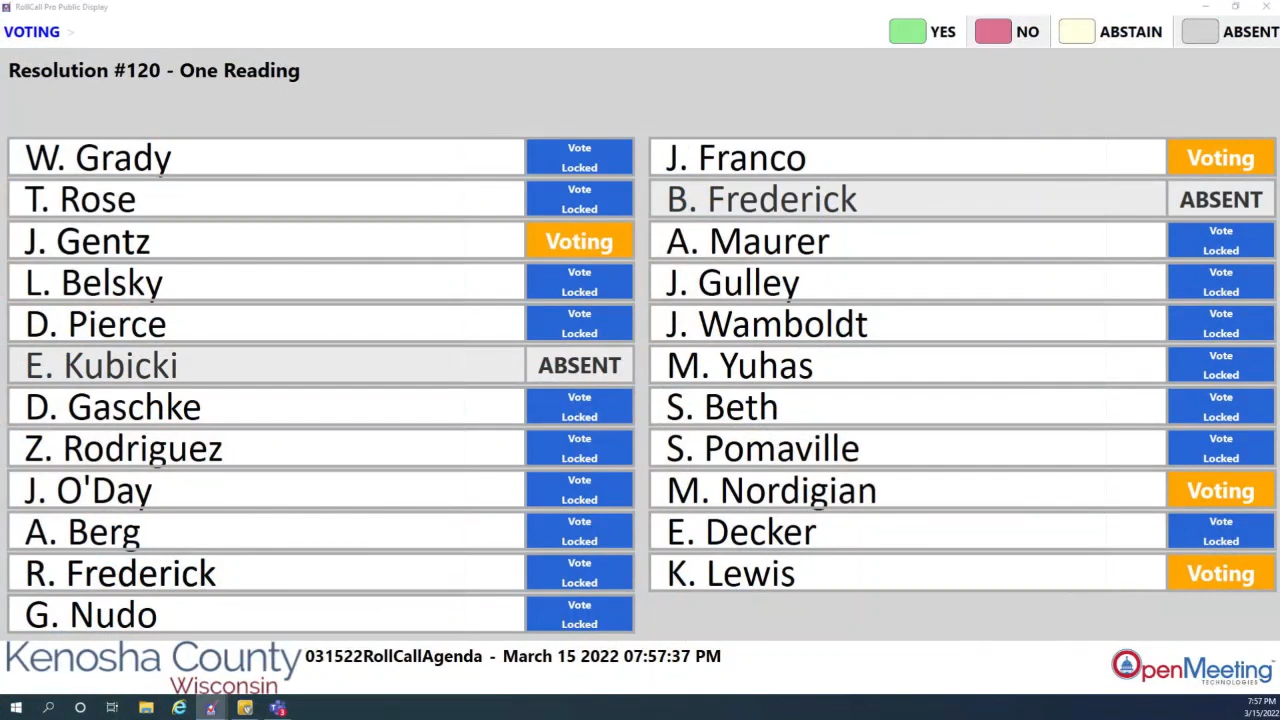 RollCall Pro Public Display
VOTING >
YES
NO
ABSTAIN
ABSENT
Resolution #120 - One Reading
W. Grady Vote Locked
T. Rose Vote Locked
J. Gentz Voting
L. Belsky Vote Locked
D. Pierce Vote Locked
E. Kubicki ABSENT
D. Gaschke Vote Locked
Z. Rodriguez Vote Locked
J. O'Day Vote Locked
A. Berg Vote Locked
R. Frederick Vote Locked
G. Nudo Vote Locked
J. Franco Voting
B. Frederick ABSENT
A. Maurer Vote Locked
J. Gulley Vote Locked
J. Wamboldt Vote Locked
M. Yuhas Vote Locked
S. Beth Vote Locked
S. Pomaville Vote Locked
M. Nordigian Voting
E. Decker Vote Locked
K. Lewis Voting
Kenosha County
Wisconsin
031522RollCallAgenda - March 15 2022 07:57:37 PM
OpenMeeting
TECHNOLOGIES
7:57 PM
3/15/2022